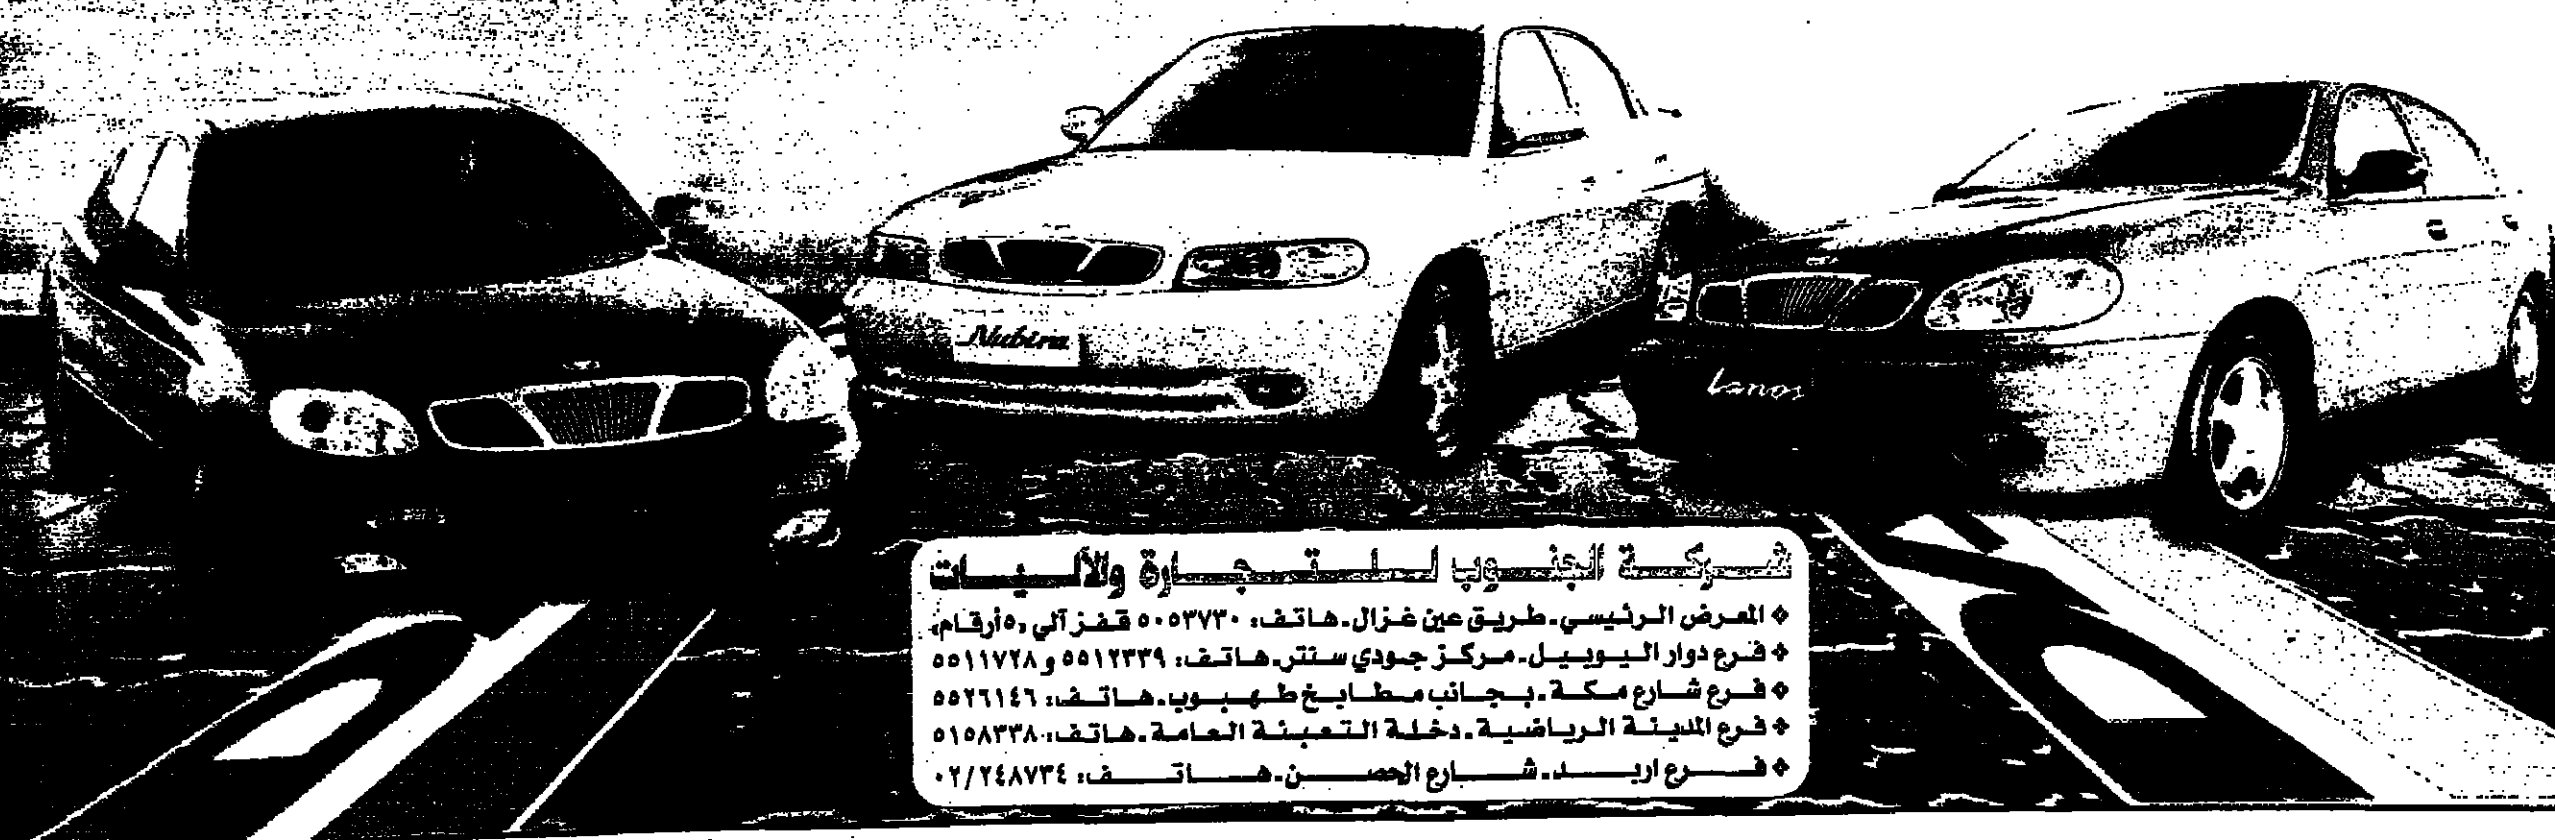 Nubira
Lanos
شركة الجنوب للتجارة والآليات
❖ المعرض الرئيسي ـ طريق عين غزال ـ هاتف: ٥٠٥٣٧٣٠ قفز آلي «٥ أرقام»
❖ فرع دوار اليوبيل ـ مركز جودي سنتر ـ هاتف: ٥٥١٢٣٣٩ و ٥٥١١٧٢٨
❖ فرع شارع مكة ـ بجانب مطابخ طهبوب ـ هاتف: ٥٥٢٦١٤٦
❖ فرع المدينة الرياضية ـ دخلة التعبئة العامة ـ هاتف: ٥١٥٨٣٣٨
❖ فرع اربد ـ شارع الحصن ـ هاتف: ٠٢/٢٤٨٧٣٤